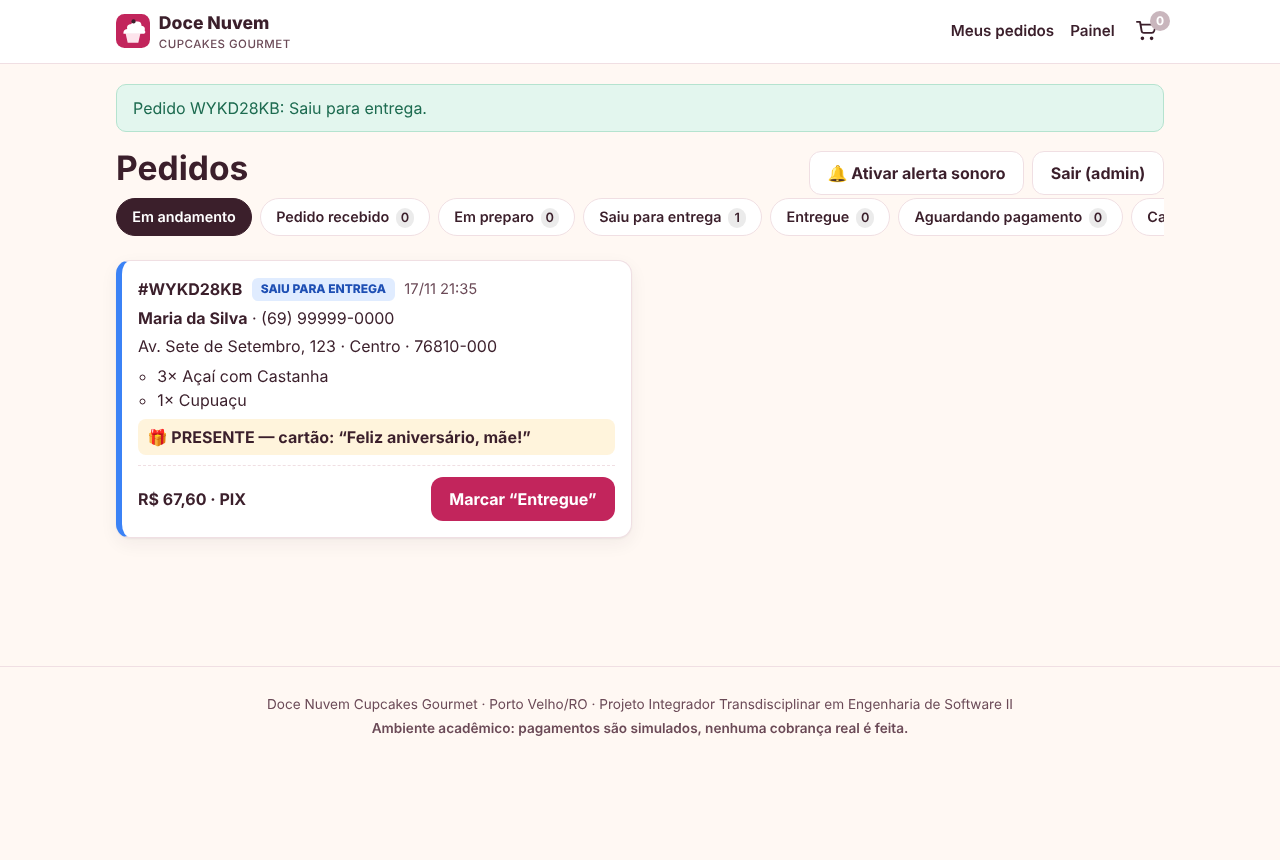 Doce Nuvem
CUPCAKES GOURMET
Meus pedidos Painel 0
Pedido WYKD28KB: Saiu para entrega.
Pedidos
🔔 Ativar alerta sonoro Sair (admin)
Em andamento Pedido recebido 0 Em preparo 0 Saiu para entrega 1 Entregue 0 Aguardando pagamento 0 Ca
#WYKD28KB SAIU PARA ENTREGA 17/11 21:35
Maria da Silva · (69) 99999-0000
Av. Sete de Setembro, 123 · Centro · 76810-000
3× Açaí com Castanha
1× Cupuaçu
🎁 PRESENTE — cartão: “Feliz aniversário, mãe!”
R$ 67,60 · PIX Marcar “Entregue”
Doce Nuvem Cupcakes Gourmet · Porto Velho/RO · Projeto Integrador Transdisciplinar em Engenharia de Software II
Ambiente acadêmico: pagamentos são simulados, nenhuma cobrança real é feita.